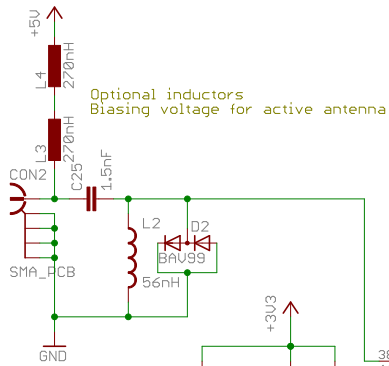 +5V
L4
270nH
Optional inductors
Biasing voltage for active antenna
L3
270nH
CON2
C25
1.5nF
L2
D2
BAV99
SMA_PCB
56nH
+3V3
GND
38